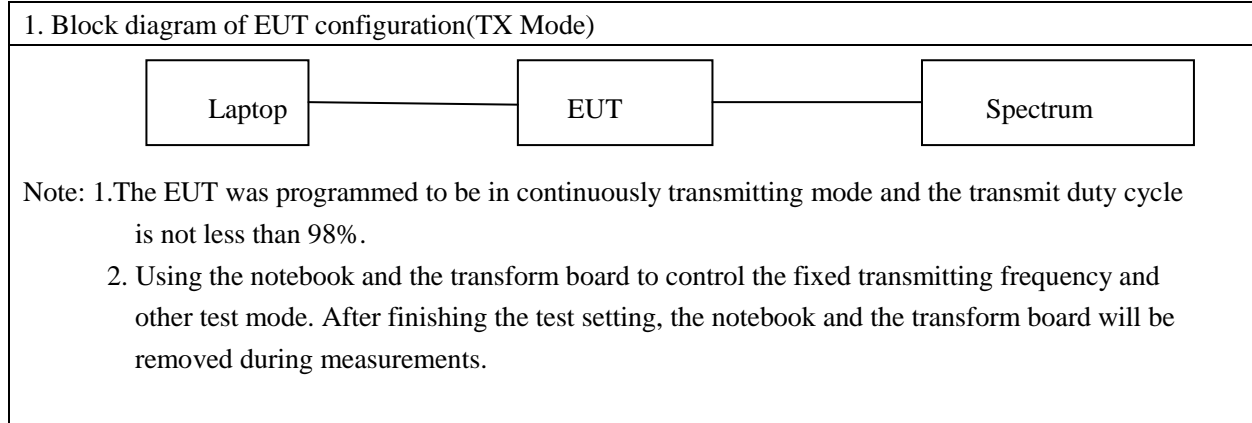 1. Block diagram of EUT configuration(TX Mode)
Laptop EUT Spectrum
Note: 1.The EUT was programmed to be in continuously transmitting mode and the transmit duty cycle
is not less than 98%.
2. Using the notebook and the transform board to control the fixed transmitting frequency and
other test mode. After finishing the test setting, the notebook and the transform board will be
removed during measurements.